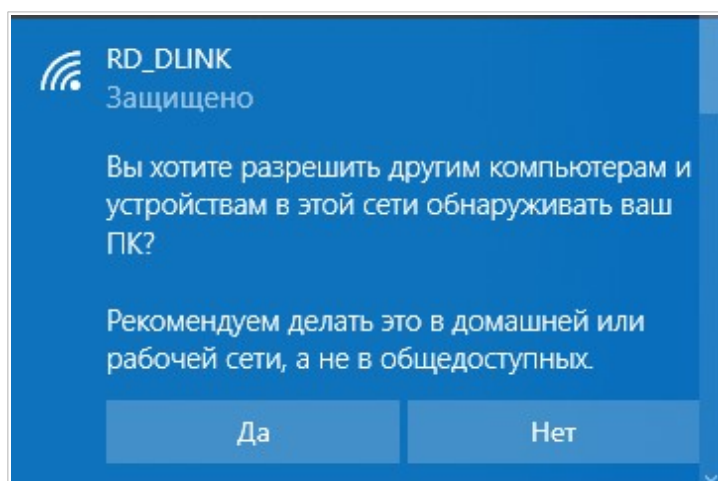 RD_DLINK
Защищено
Вы хотите разрешить другим компьютерам и
устройствам в этой сети обнаруживать ваш
ПК?
Рекомендуем делать это в домашней или
рабочей сети, а не в общедоступных.
Да
Нет